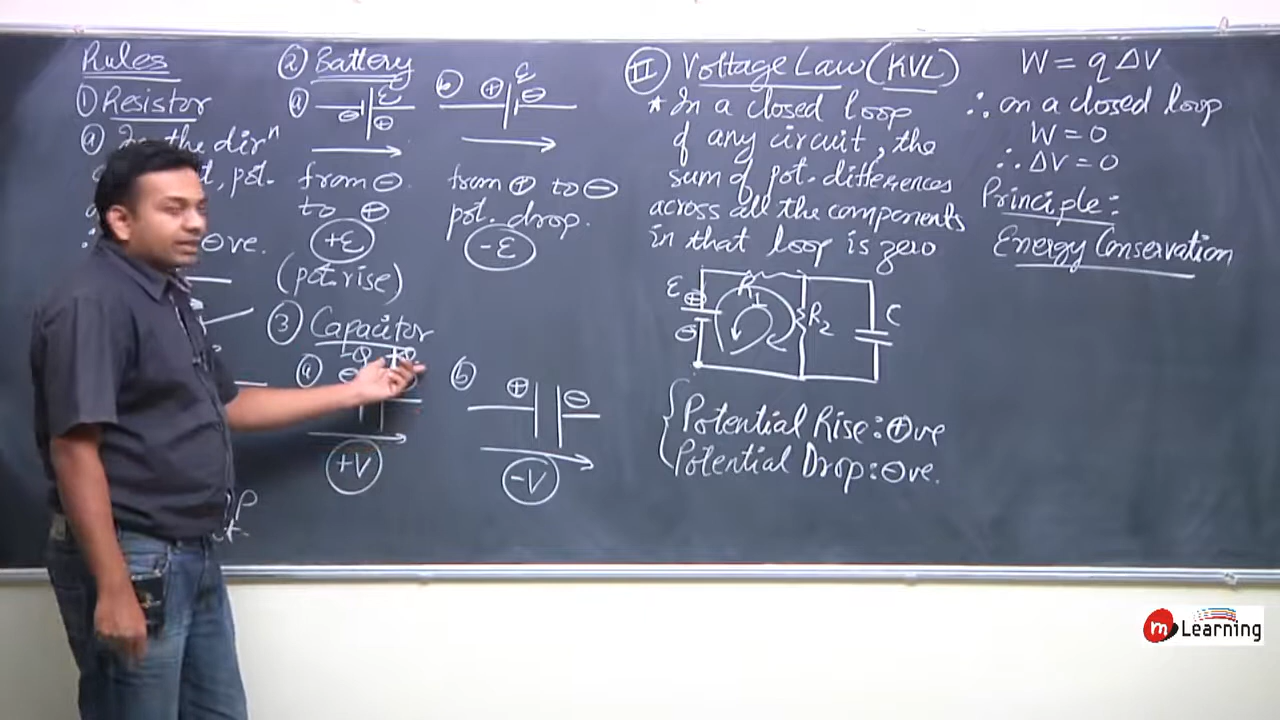 Rules
① Resistor
ⓐ In the dirⁿ
pot.
⊖ve.
② Battery
ⓐ
ε
⊖
⊕
from ⊖
to ⊕
+ε
(pot. rise)
ⓑ
⊕
ε
⊖
from ⊕ to ⊖
pot. drop.
-ε
③ Capacitor
ⓐ
-Q
+V
ⓑ
⊕
⊖
-V
Ⅱ Voltage Law (KVL)
* In a closed loop
of any circuit, the
sum of pot. differences
across all the components
in that loop is zero
ε
⊕
⊖
R₁
R₂
C
Potential Rise: ⊕ve
Potential Drop: ⊖ve.
W = q ΔV
∴ on a closed loop
W = 0
∴ ΔV = 0
Principle:
Energy Conservation
m Learning